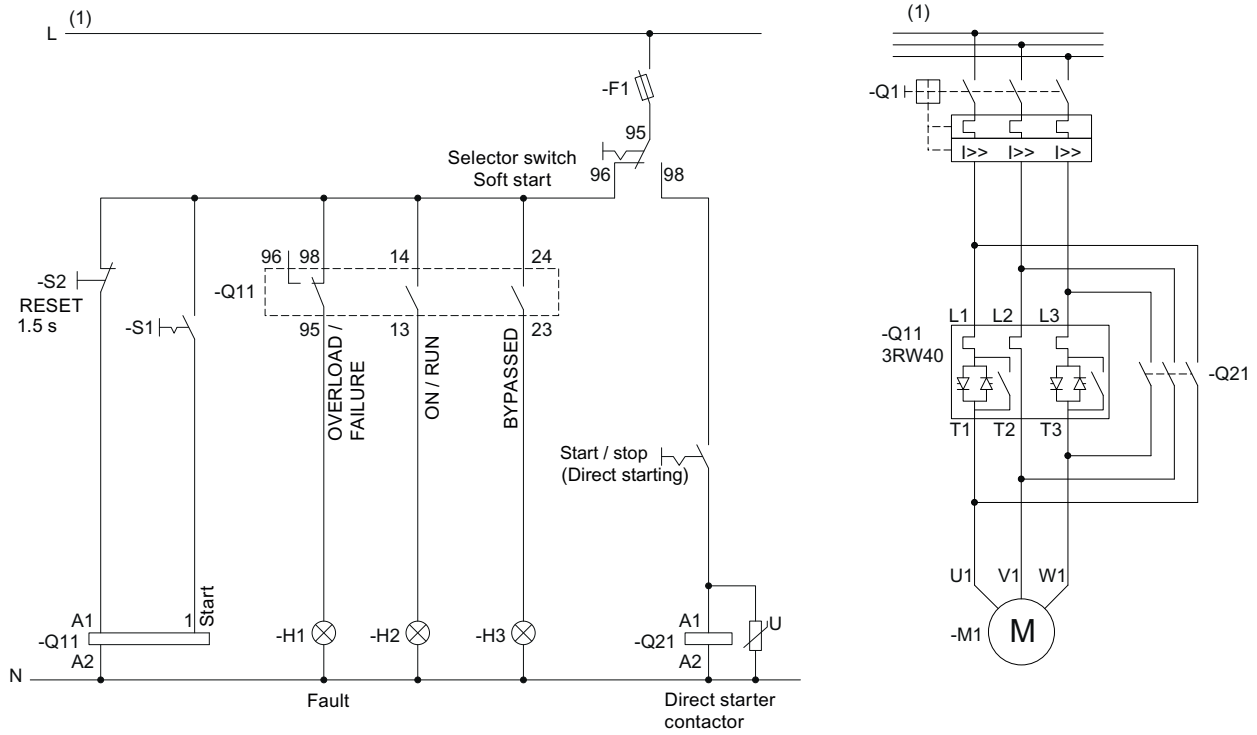 (1)
L
-F1
95
Selector switch
Soft start
96
98
96 98
14
24
-S2
RESET
1.5 s
-Q11
-S1
95
13
23
OVERLOAD /
FAILURE
ON / RUN
BYPASSED
Start / stop
(Direct starting)
Start
A1
1
-Q11
A2
-H1
-H2
-H3
A1
-Q21
A2
U
N
Fault
Direct starter
contactor
(1)
-Q1
I>> I>> I>>
L1 L2 L3
-Q11
3RW40
-Q21
T1 T2 T3
U1 V1 W1
-M1
M